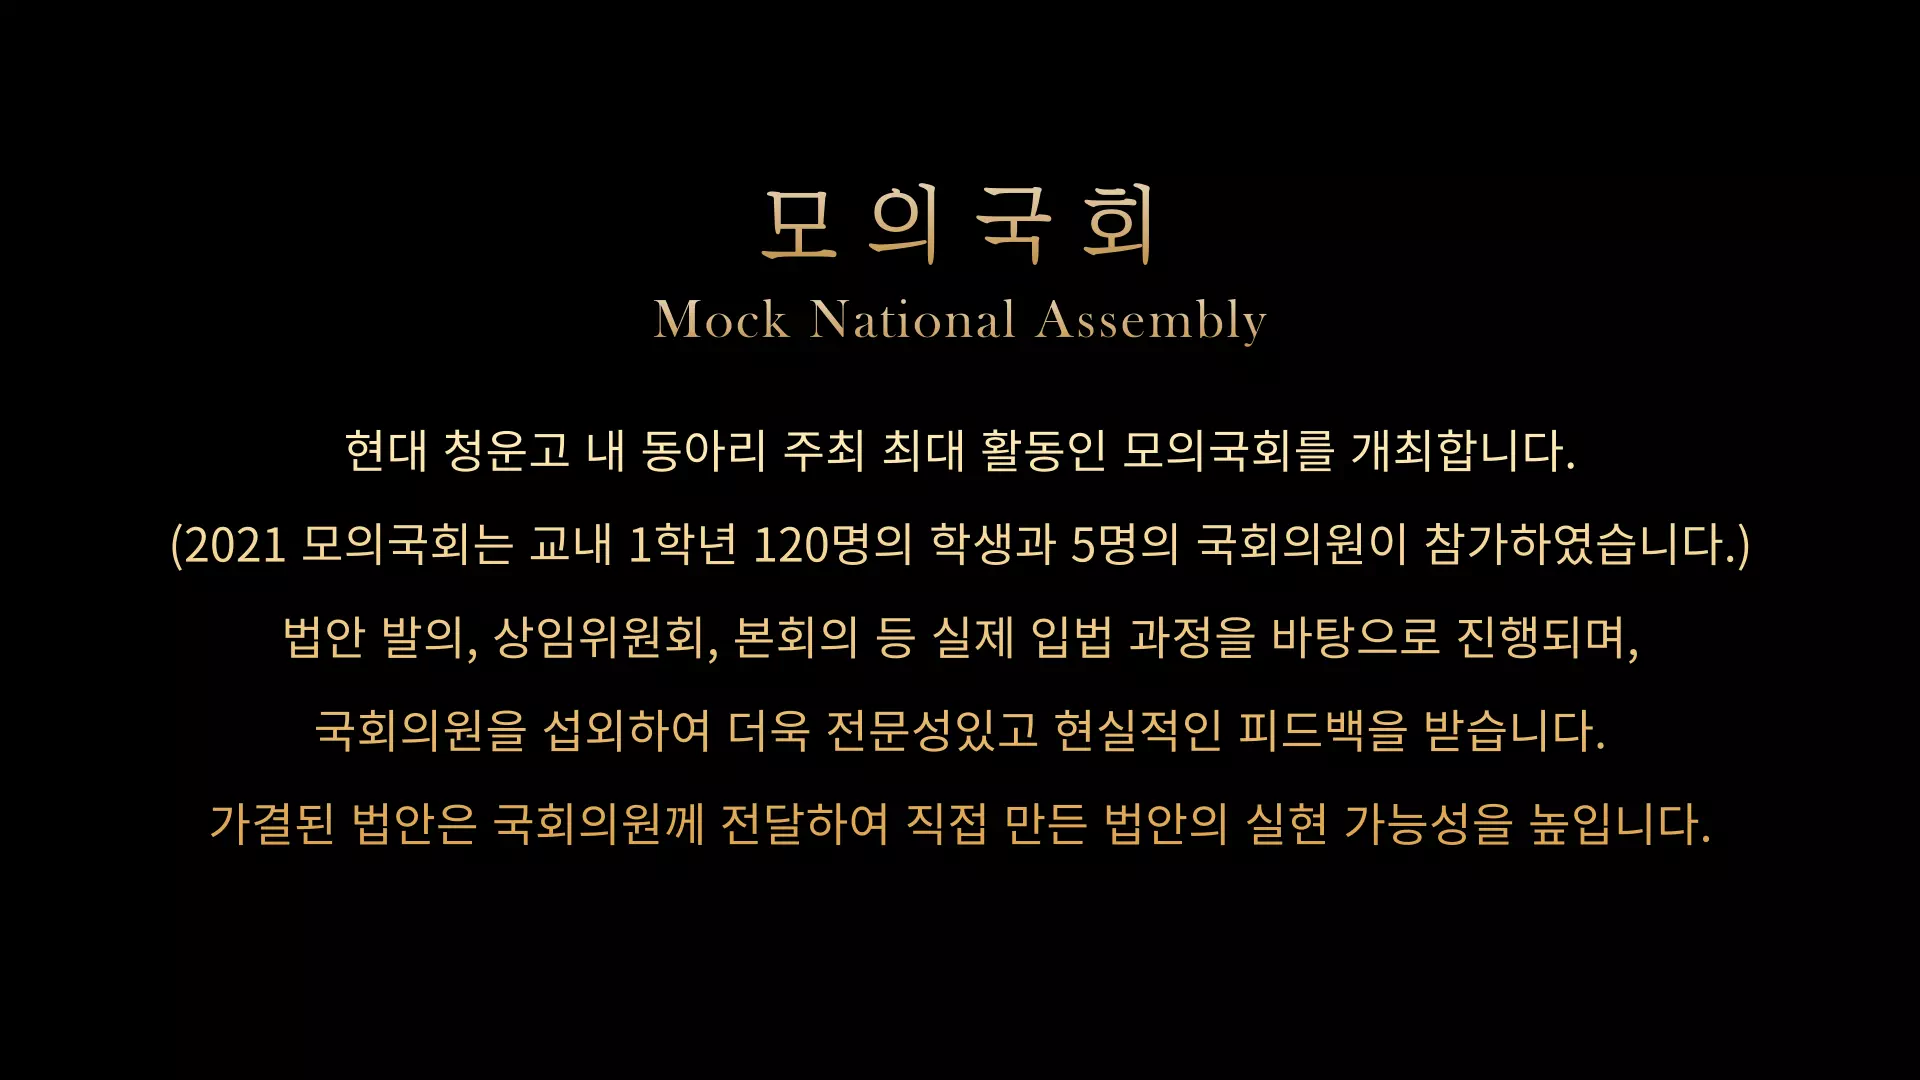 모의국회
Mock National Assembly
현대 청운고 내 동아리 주최 최대 활동인 모의국회를 개최합니다.
(2021 모의국회는 교내 1학년 120명의 학생과 5명의 국회의원이 참가하였습니다.)
법안 발의, 상임위원회, 본회의 등 실제 입법 과정을 바탕으로 진행되며,
국회의원을 섭외하여 더욱 전문성있고 현실적인 피드백을 받습니다.
가결된 법안은 국회의원께 전달하여 직접 만든 법안의 실현 가능성을 높입니다.